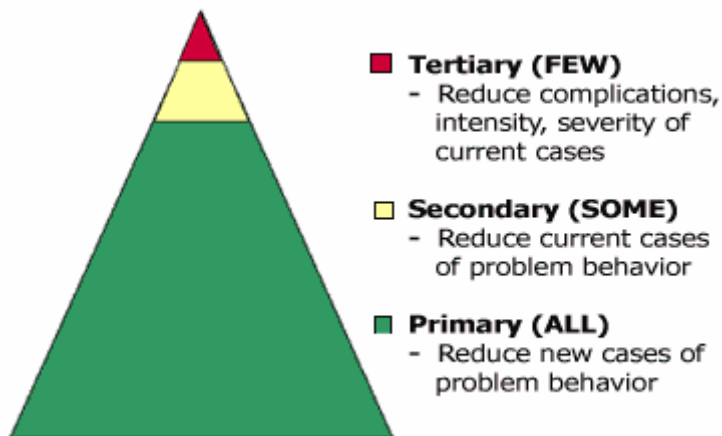 Tertiary (FEW)
- Reduce complications,
intensity, severity of
current cases
Secondary (SOME)
- Reduce current cases
of problem behavior
Primary (ALL)
- Reduce new cases of
problem behavior